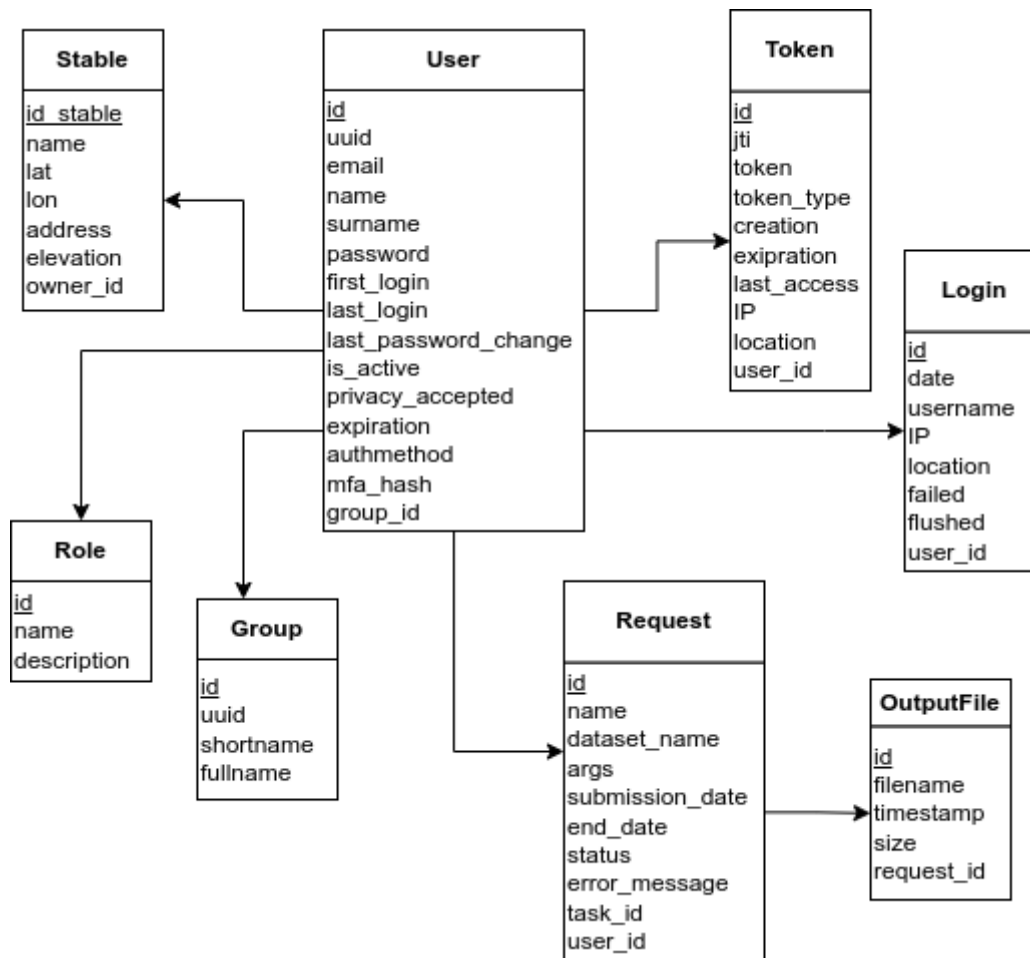 Stable
id_stable
name
lat
lon
address
elevation
owner_id
User
id
uuid
email
name
surname
password
first_login
last_login
last_password_change
is_active
privacy_accepted
expiration
authmethod
mfa_hash
group_id
Token
id
jti
token
token_type
creation
exipration
last_access
IP
location
user_id
Login
id
date
username
IP
location
failed
flushed
user_id
Role
id
name
description
Group
id
uuid
shortname
fullname
Request
id
name
dataset_name
args
submission_date
end_date
status
error_message
task_id
user_id
OutputFile
id
filename
timestamp
size
request_id